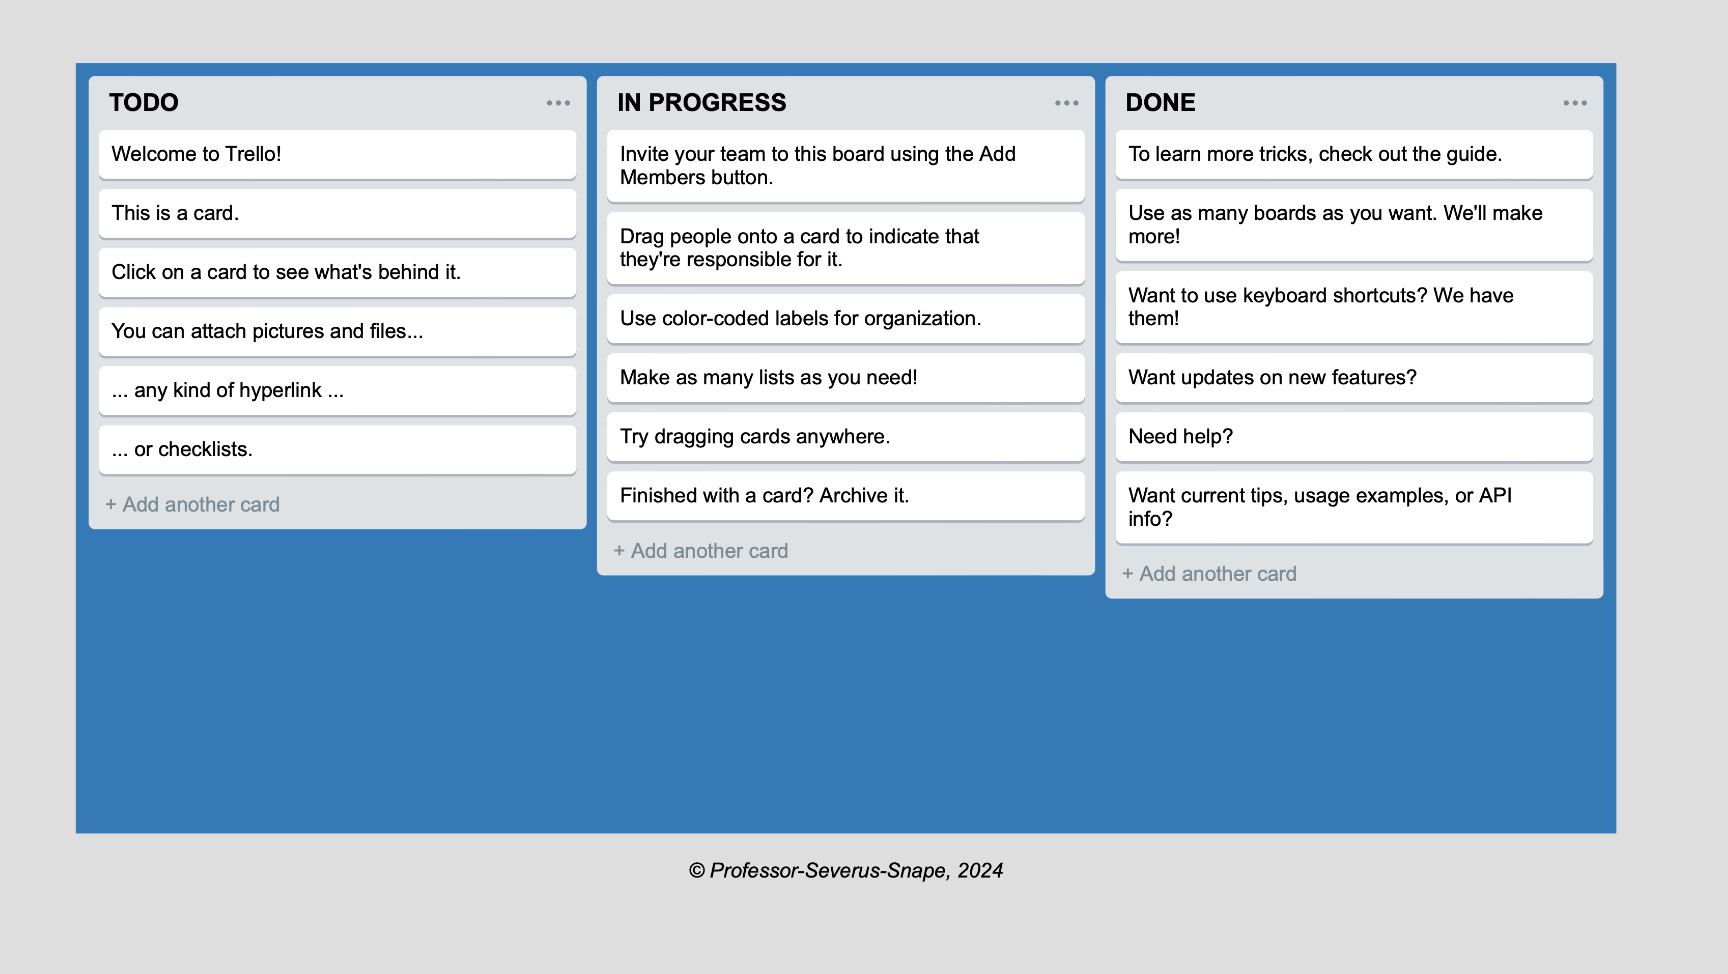 TODO
Welcome to Trello!
This is a card.
Click on a card to see what's behind it.
You can attach pictures and files...
... any kind of hyperlink ...
... or checklists.
+ Add another card
IN PROGRESS
Invite your team to this board using the Add
Members button.
Drag people onto a card to indicate that
they're responsible for it.
Use color-coded labels for organization.
Make as many lists as you need!
Try dragging cards anywhere.
Finished with a card? Archive it.
+ Add another card
DONE
To learn more tricks, check out the guide.
Use as many boards as you want. We'll make
more!
Want to use keyboard shortcuts? We have
them!
Want updates on new features?
Need help?
Want current tips, usage examples, or API
info?
+ Add another card
© Professor-Severus-Snape, 2024